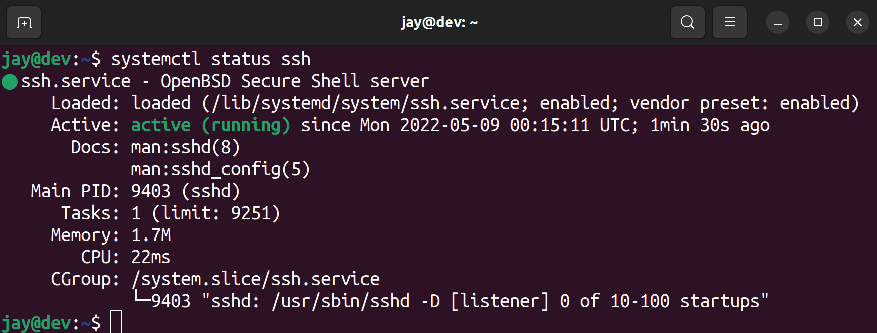 jay@dev: ~
jay@dev:~$ systemctl status ssh
ssh.service - OpenBSD Secure Shell server
Loaded: loaded (/lib/systemd/system/ssh.service; enabled; vendor preset: enabled)
Active: active (running) since Mon 2022-05-09 00:15:11 UTC; 1min 30s ago
Docs: man:sshd(8)
man:sshd_config(5)
Main PID: 9403 (sshd)
Tasks: 1 (limit: 9251)
Memory: 1.7M
CPU: 22ms
CGroup: /system.slice/ssh.service
└─9403 "sshd: /usr/sbin/sshd -D [listener] 0 of 10-100 startups"
jay@dev:~$